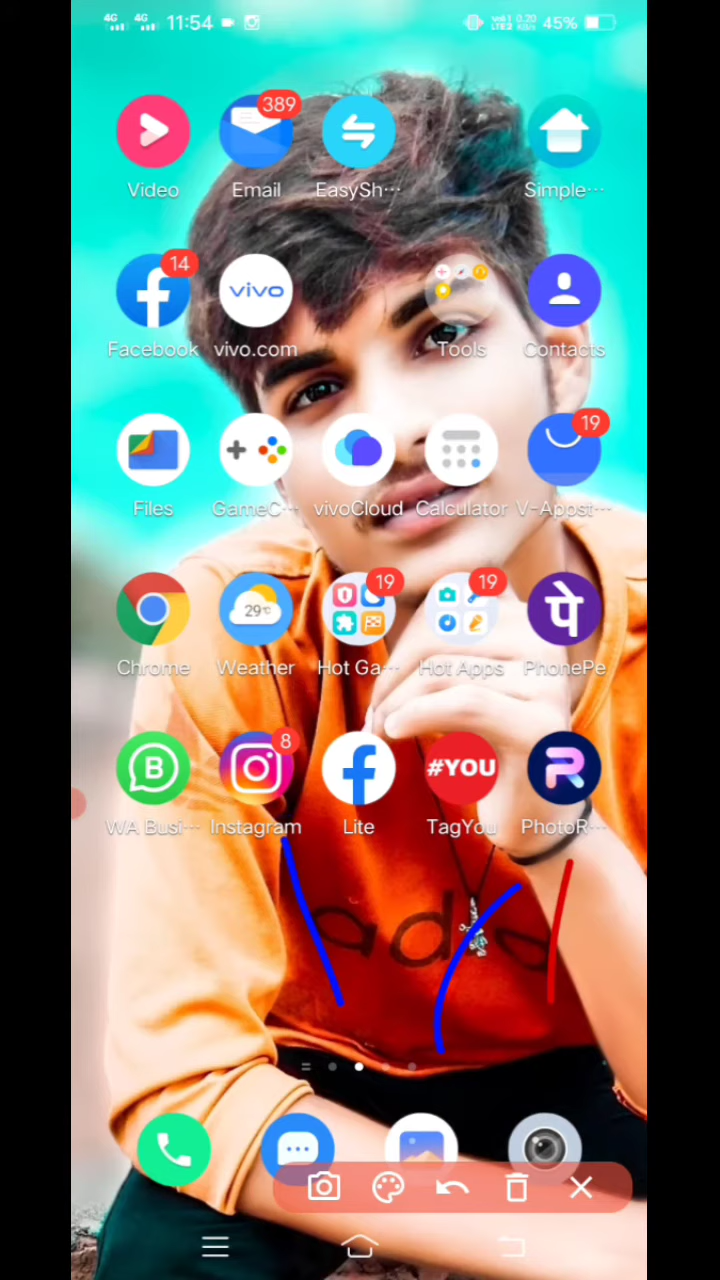 4G 4G 11:54 45%
389
Video Email EasySh··· Simple···
14
vivo
Facebook vivo.com Tools Contacts
19
Files GameC··· vivoCloud Calculator V-Appst···
29℃ 19 19 पे
Chrome Weather Hot Ga··· Hot Apps PhonePe
B 8 #YOU
WA Busi··· Instagram Lite TagYou PhotoR···